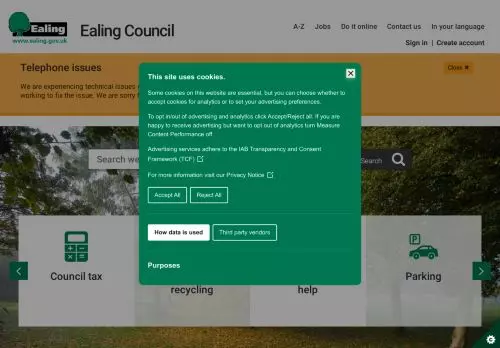 Ealing
www.ealing.gov.uk
Ealing Council
A-Z Jobs Do it online Contact us In your language
Sign in | Create account
Telephone issues
Close ✖
We are experiencing technical issues
working to fix the issue. We are sorry f
This site uses cookies.
Some cookies on this website are essential, but you can choose whether to
accept cookies for analytics or to set your advertising preferences.
To opt in/out of advertising and analytics click Accept/Reject all. If you are
happy to receive advertising but want to opt out of analytics turn Measure
Content Performance off.
Advertising services adhere to the IAB Transparency and Consent
Framework (TCF)
For more information visit our Privacy Notice
Accept All Reject All
How data is used Third party vendors
Purposes
Search we
Search
Council tax
recycling
help
P
Parking